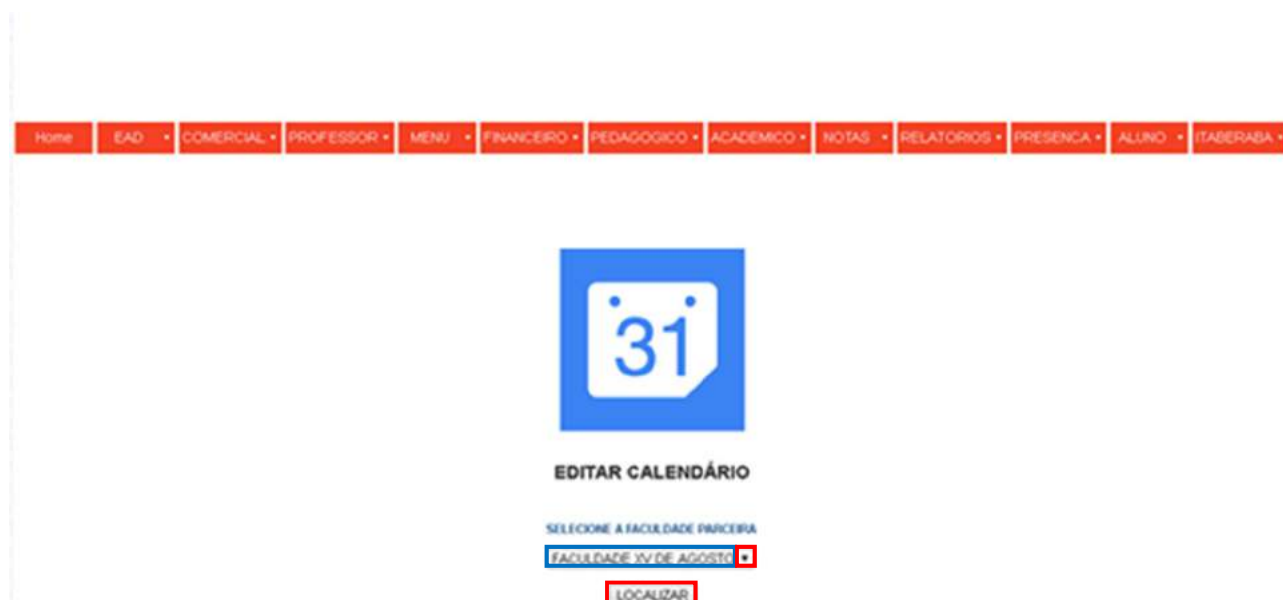 Home EAD COMERCIAL PROFESSOR MENU FINANCEIRO PEDAGOGICO ACADEMICO NOTAS RELATORIOS PRESENCA ALUNO ITABERABA
31
EDITAR CALENDÁRIO
SELECIONE A FACULDADE PARCEIRA
FACULDADE XV DE AGOSTO
LOCALIZAR